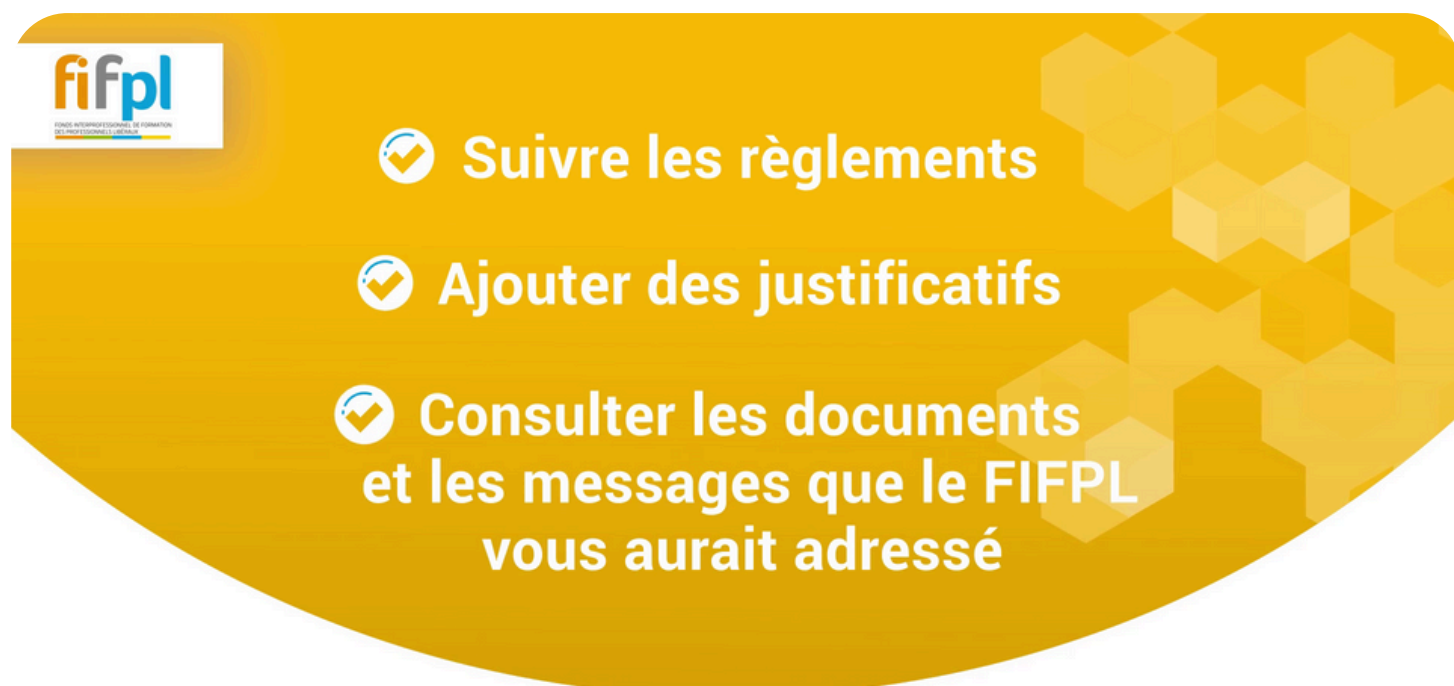 fifpl
FONDS INTERPROFESSIONNEL DE FORMATION
DES PROFESSIONNELS LIBÉRAUX
Suivre les règlements
Ajouter des justificatifs
Consulter les documents
et les messages que le FIFPL
vous aurait adressé